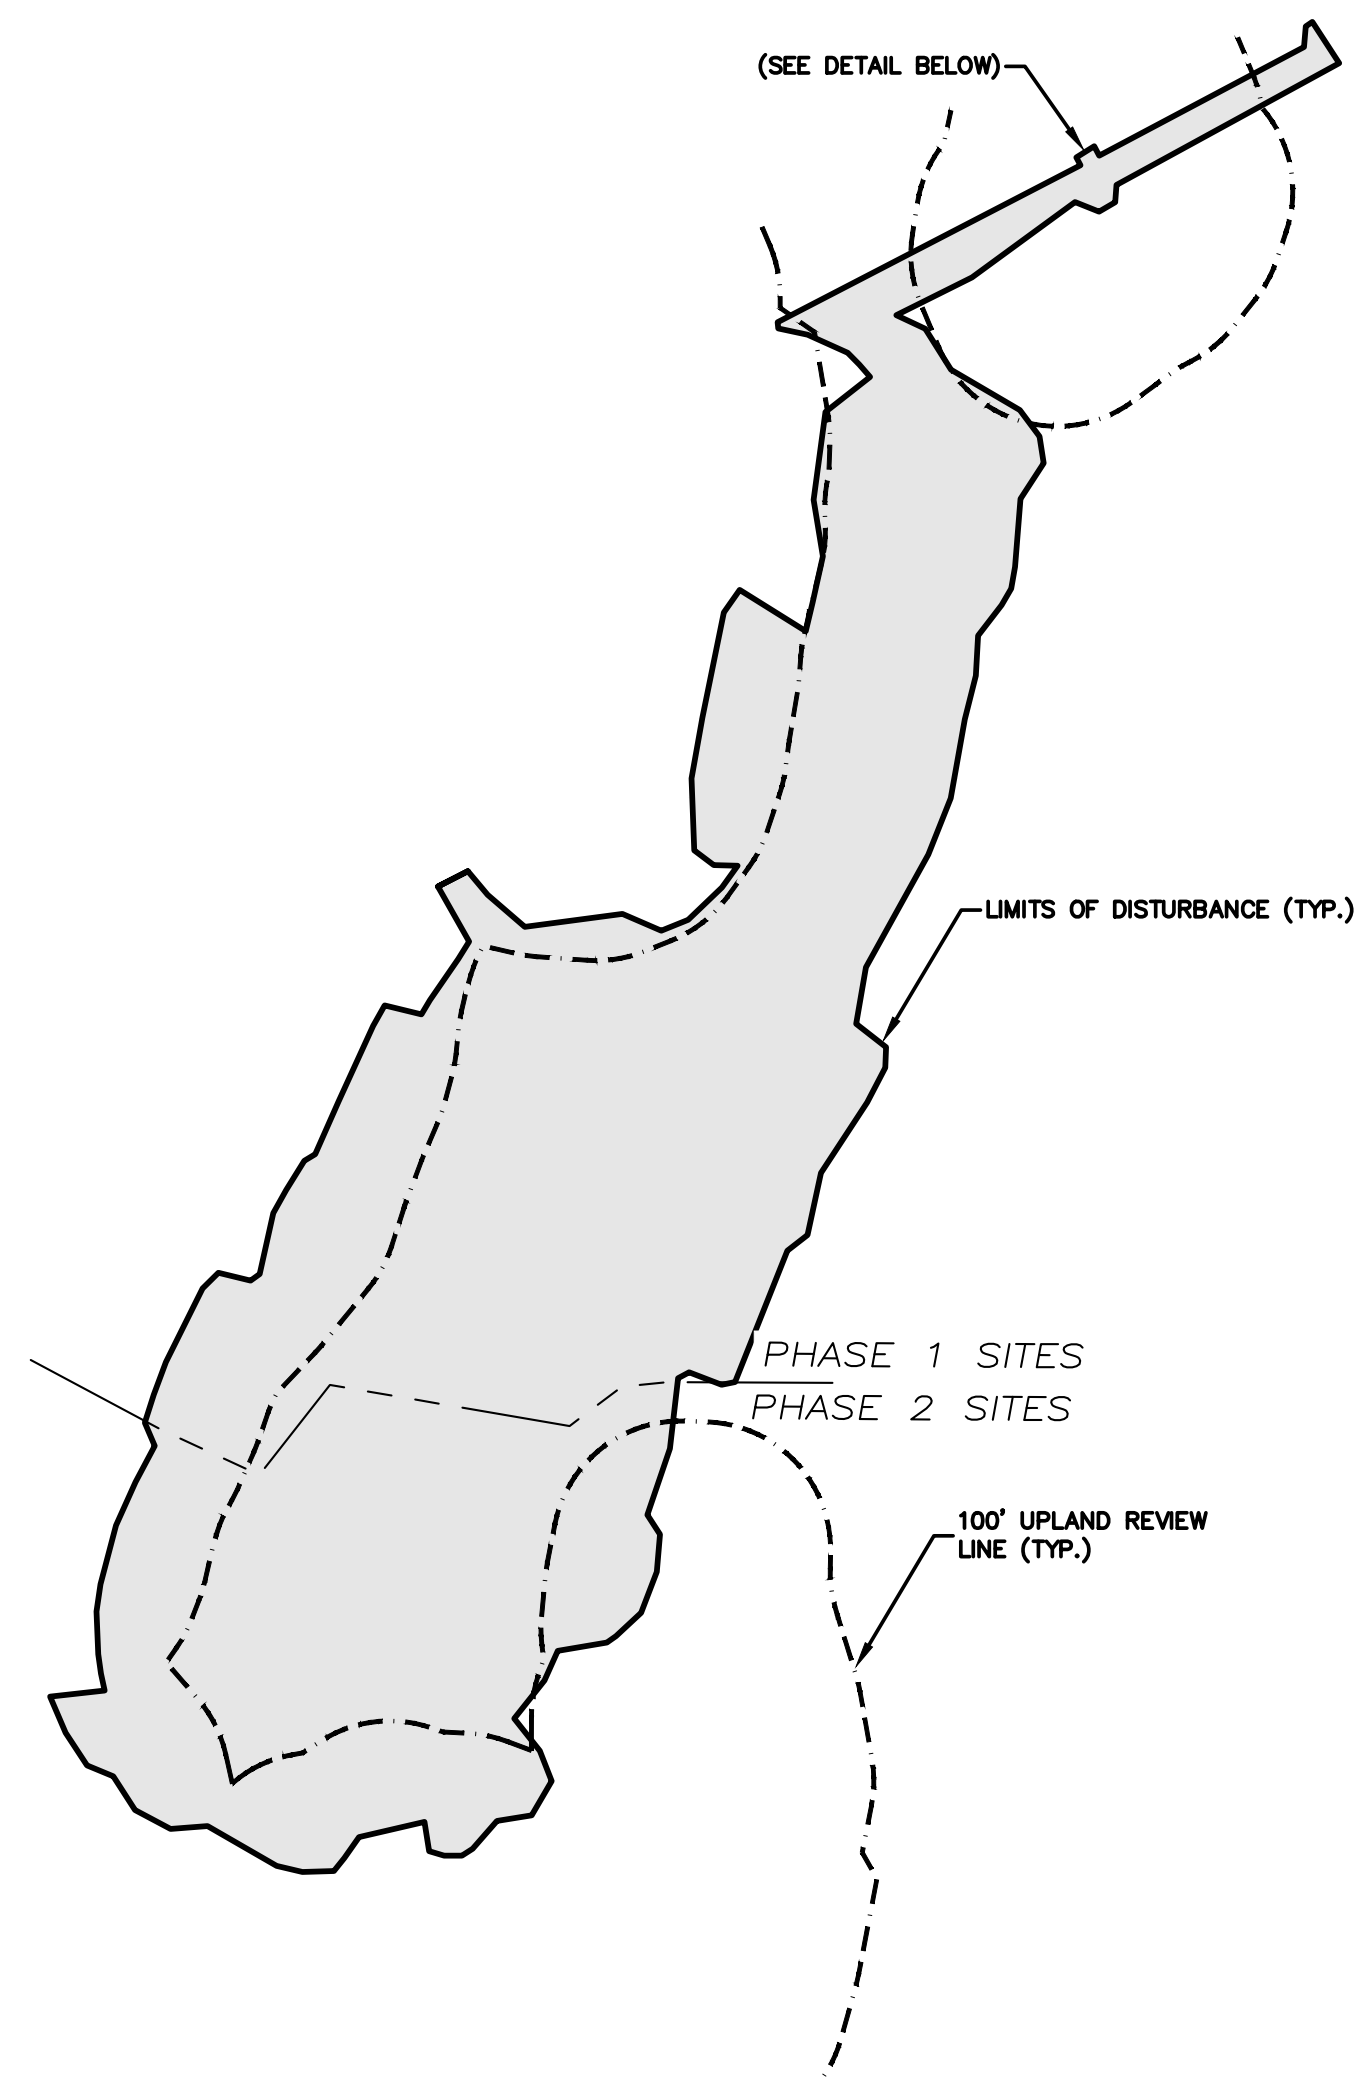 (SEE DETAIL BELOW)
LIMITS OF DISTURBANCE (TYP.)
PHASE 1 SITES
PHASE 2 SITES
100' UPLAND REVIEW
LINE (TYP.)